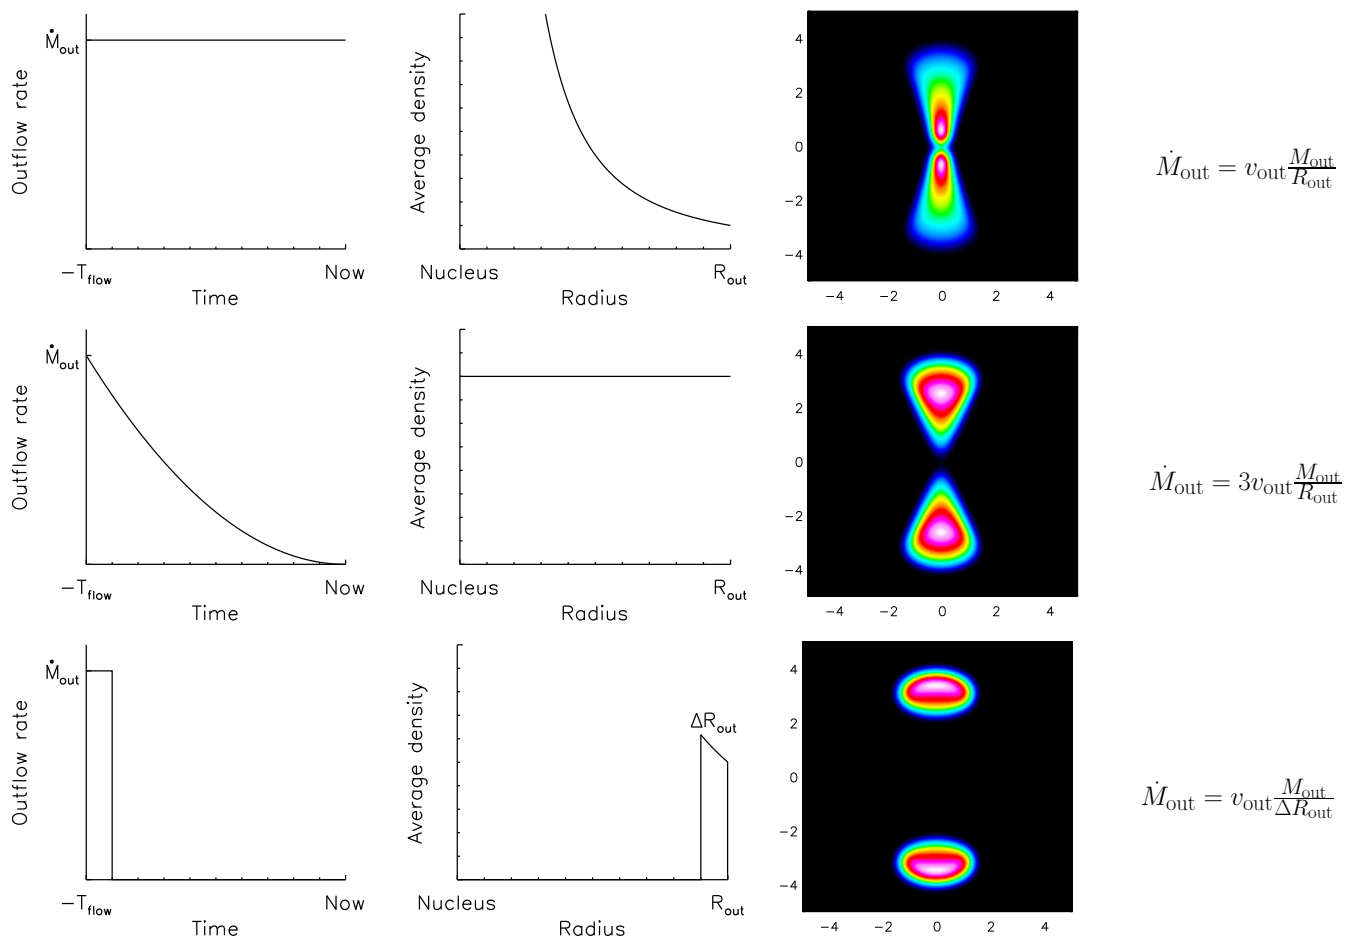 Ṁout
Outflow rate
−Tflow
Now
Time
Average density
Nucleus
Rout
Radius
4
2
0
−2
−4
−4 −2 0 2 4
Ṁout = vout Mout/Rout
Ṁout
Outflow rate
−Tflow
Now
Time
Average density
Nucleus
Rout
Radius
4
2
0
−2
−4
−4 −2 0 2 4
Ṁout = 3vout Mout/Rout
Ṁout
Outflow rate
−Tflow
Now
Time
Average density
ΔRout
Nucleus
Rout
Radius
4
2
0
−2
−4
−4 −2 0 2 4
Ṁout = vout Mout/ΔRout